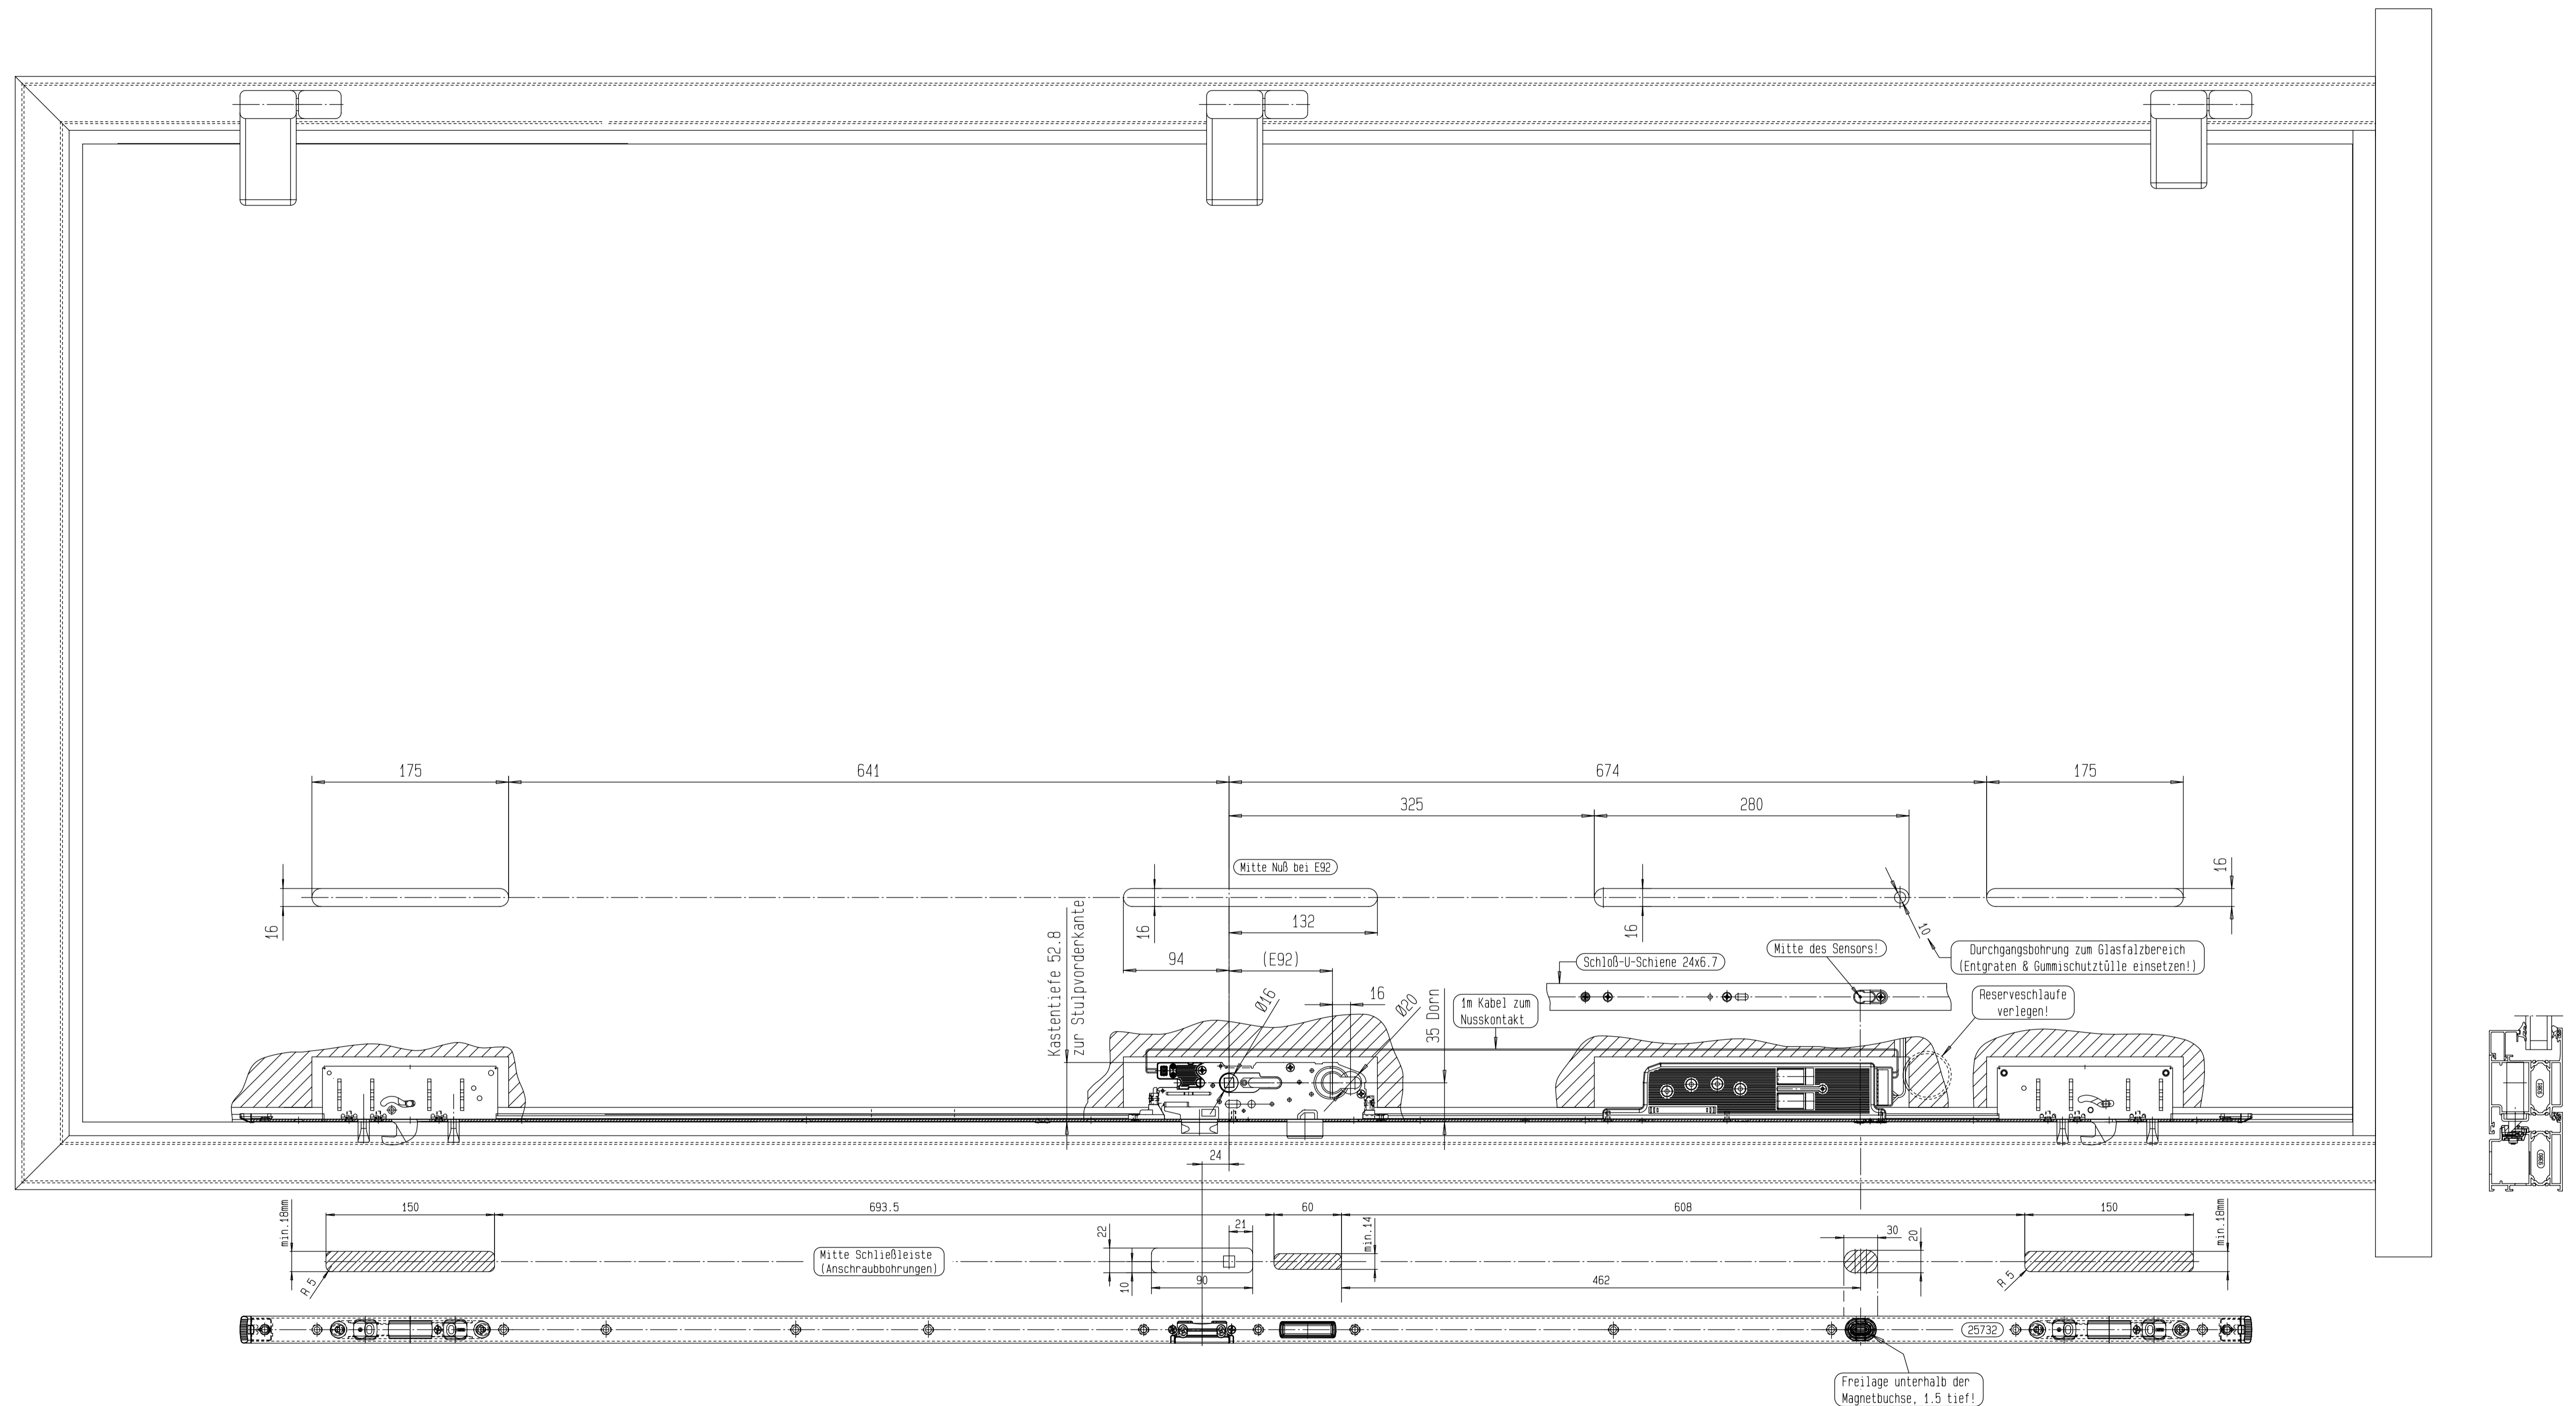 175
641
674
175
325
280
Mitte Nuß bei E92
16
16
16
16
132
94
(E92)
10
Durchgangsbohrung zum Glasfalzbereich
(Entgraten & Gummischutztülle einsetzen!)
Mitte des Sensors!
Schloß-U-Schiene 24x6.7
Kastentiefe 52.8
zur Stulpvorderkante
Ø16
16
Ø20
35 Dorn
1m Kabel zum
Nusskontakt
Reserveschlaufe
verlegen!
24
min.18mm
150
693.5
60
608
150
min.18mm
22
21
min.14
30
20
Mitte Schließleiste
(Anschraubbohrungen)
R 5
10
90
462
R 5
25732
Freilage unterhalb der
Magnetbuchse, 1.5 tief!